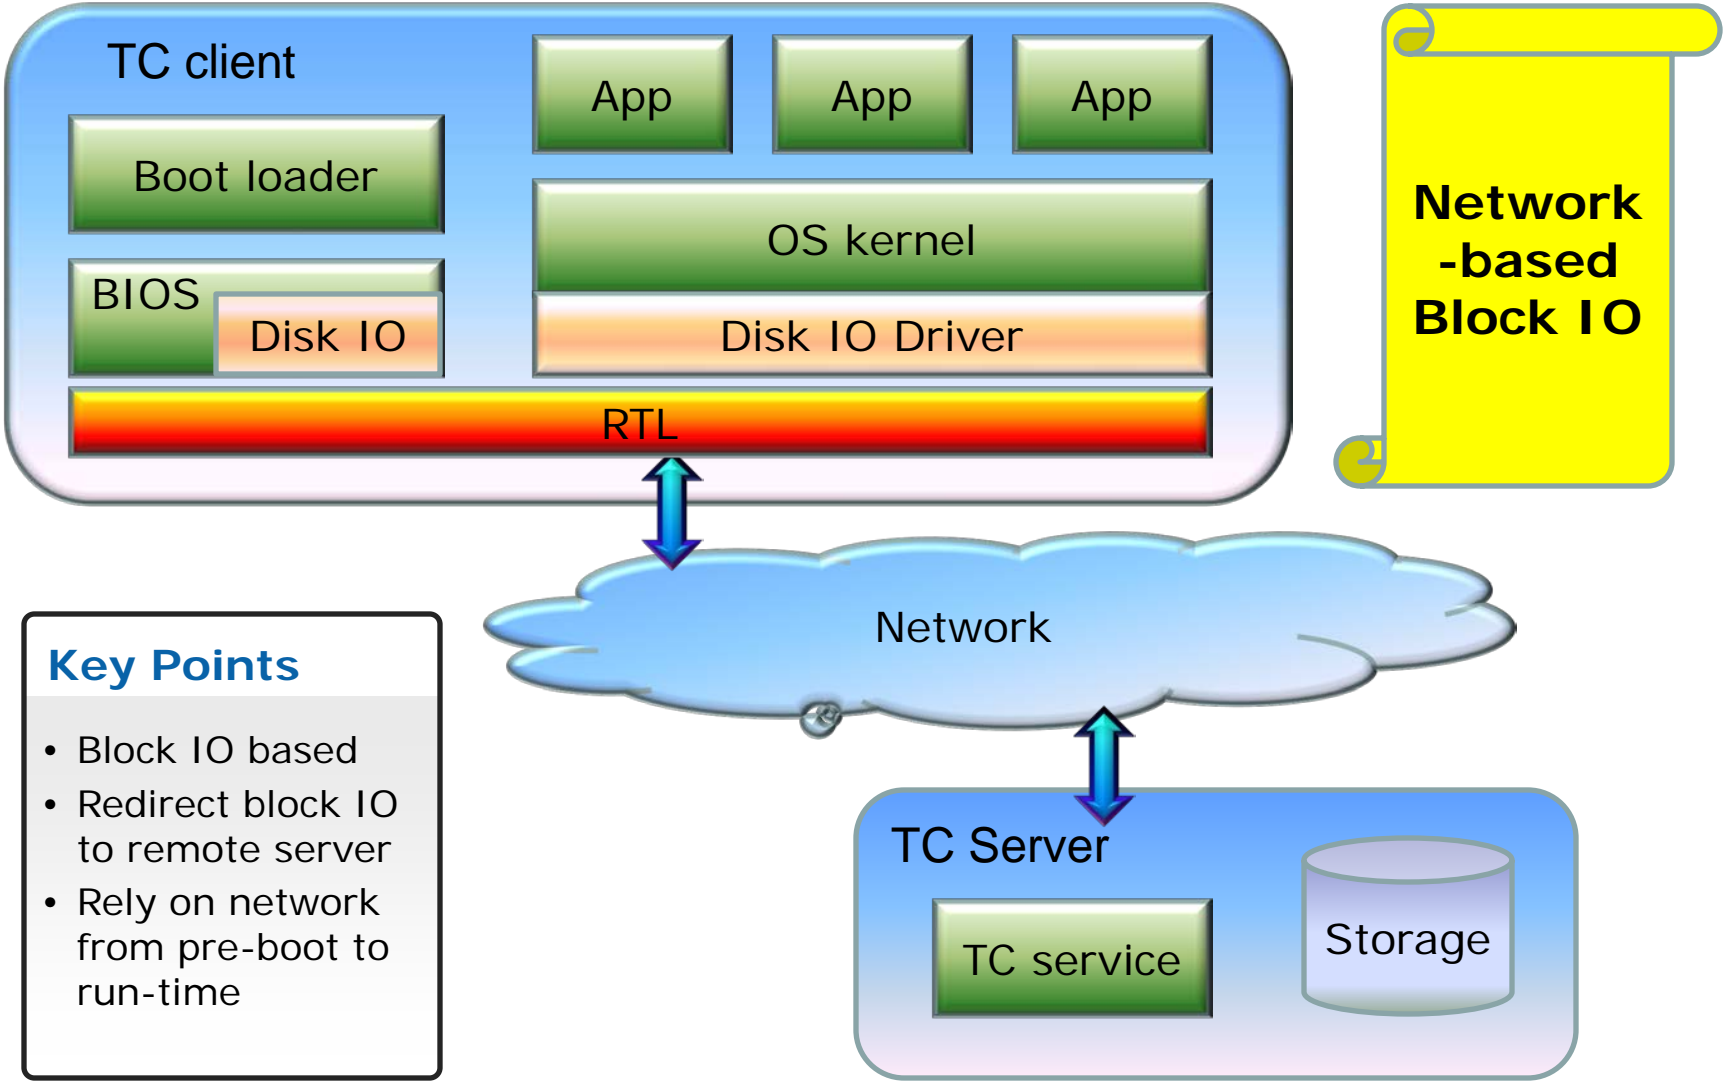 TC client
App
App
App
Boot loader
OS kernel
BIOS
Disk IO
Disk IO Driver
RTL
Network
-based
Block IO
Network
Key Points
• Block IO based
• Redirect block IO
to remote server
• Rely on network
from pre-boot to
run-time
TC Server
TC service
Storage